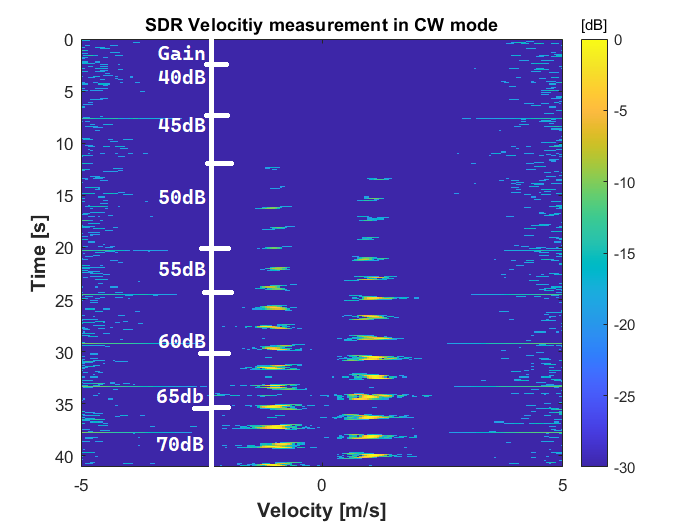 SDR Velocitiy measurement in CW mode
[dB]
0
5
10
15
20
25
30
35
40
Time [s]
Gain
40dB
45dB
50dB
55dB
60dB
65db
70dB
-5
0
5
Velocity [m/s]
0
-5
-10
-15
-20
-25
-30